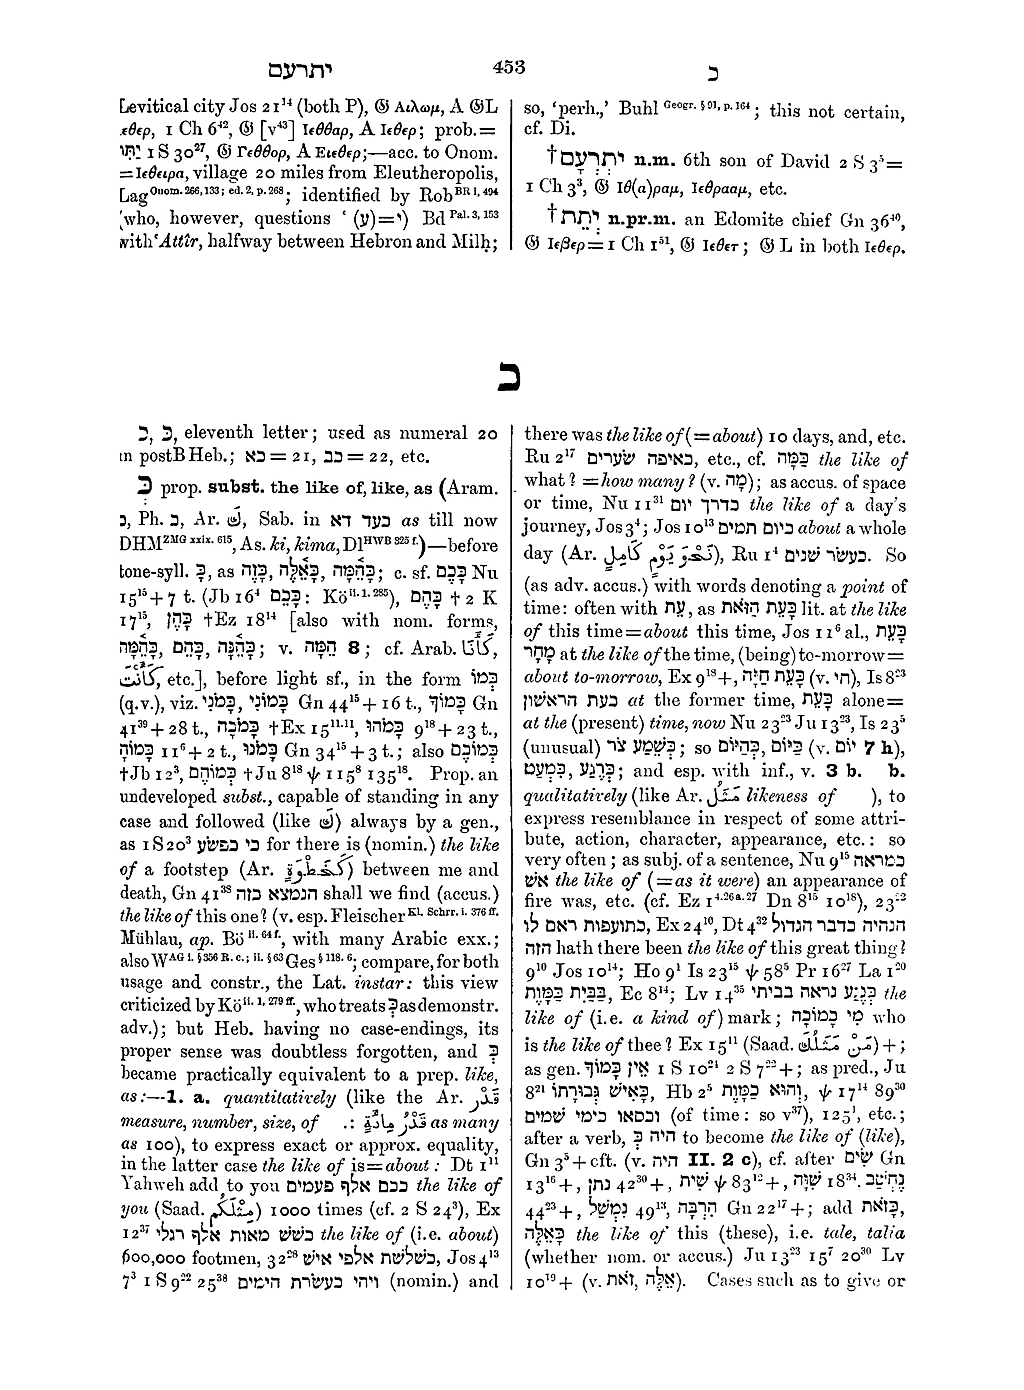 יתרעם 453 כ
Levitical city Jos 21¹⁴ (both P), 𝔊 Αιλωμ, A 𝔊L
εθερ, 1 Ch 6⁴², 𝔊 [v⁴³] Ιεθθαρ, A Ιεθερ; prob.=
1 S 30²⁷, 𝔊 Γεθθορ, A Ειεθερ;—acc. to Onom.
=Ιεθειρα, village 20 miles from Eleutheropolis,
Lag Onom. 266, 133; ed. 2, p. 268; identified by Rob BR i, 494
(who, however, questions ‘ (y)=י) Bd Pal. 3, 153
with ‘Attîr, halfway between Hebron and Milḥ;
so, ‘perh.,’ Buhl Geogr. § 91, p. 164; this not certain,
cf. Di.
†יִתְרְעָם n.m. 6th son of David 2 S 3⁵=
1 Ch 3³, 𝔊 Ιθ(α)ραμ, Ιεθρααμ, etc.
†יְתֵת n.pr.m. an Edomite chief Gn 36⁴⁰,
𝔊 Ιεβερ=1 Ch 1⁵¹, 𝔊 Ιεθετ; 𝔊 L in both Ιεθερ.
כ
כ, כּ, eleventh letter; used as numeral 20
in postBHeb.; כא = 21, כב = 22, etc.
כְּ prop. subst. the like of, like, as (Aram.
כ, Ph. כ, Ar. كَ, Sab. in כעד דא as till now
DHM ZMG xxix. 615, As. ki, kima, Dl HWB 325 f.)—before
tone-syll. כָּ, as כָּזֶה, כָּאֵלֶּה, כָּהֵמָּה; c. sf. כָּכֶם Nu
15¹⁵+7 t. (Jb 16⁴ כָּכֶם: Kö ii. 1, 285), כָּהֶם † 2 K
17¹⁵, כָּהֵן †Ez 18¹⁴ [also with nom. forms,
כָּהֵמָּה, כָּהֵם, כָּהֵנָּה; v. הֵמָּה 8; cf. Arab. كَأَنَا,
كَأَنْتَ, etc.], before light sf., in the form כְּמוֹ
(q.v.), viz. כָּמֹנִי, כָּמוֹנִי Gn 44¹⁵+16 t., כָּמוֹךָ Gn
41³⁹+28 t., כָּמֹכָה †Ex 15¹¹·¹¹, כָּמֹהוּ 9¹⁸+23 t.,
כָּמוֹהָ 11⁶+2 t., כָּמֹנוּ Gn 34¹⁵+3 t.; also כְּמוֹכֶם
†Jb 12³, כְּמוֹהֶם †Ju 8¹⁸ ψ 115⁸ 135¹⁸. Prop. an
undeveloped subst., capable of standing in any
case and followed (like كَ) always by a gen.,
as 1 S 20³ כי כפשׂע for there is (nomin.) the like
of a footstep (Ar. كَخَطْوَةٍ) between me and
death, Gn 41³⁸ הנמצא כזה shall we find (accus.)
the like of this one? (v. esp. Fleischer Kl. Schrr. i. 376 ff.
Mühlau, ap. Bö ii. 64 f., with many Arabic exx.;
also W AG i. § 356 R. c.; ii. § 63 Ges § 118. 6; compare, for both
usage and constr., the Lat. instar: this view
criticized by Kö ii. 1, 279 ff., who treats כְּ as demonstr.
adv.); but Heb. having no case-endings, its
proper sense was doubtless forgotten, and כְּ
became practically equivalent to a prep. like,
as:—1. a. quantitatively (like the Ar. قَدْرَ
measure, number, size, of .: قَدْرُ مِائَةٍ as many
as 100), to express exact or approx. equality,
in the latter case the like of is=about: Dt 1¹¹
Yahweh add to you ככם אלף פעמים the like of
you (Saad. مِثْلَكُمْ) 1000 times (cf. 2 S 24³), Ex
12³⁷ כשש מאות אלף רגלי the like of (i.e. about)
600,000 footmen, 32²⁸ כשלשת אלפי איש, Jos 4¹³
7³ 1 S 9²² 25³⁸ ויהי כעשרת הימים (nomin.) and
there was the like of (=about) 10 days, and, etc.
Ru 2¹⁷ כאיפה שׂערים, etc., cf. כַּמָּה the like of
what? =how many? (v. מָה); as accus. of space
or time, Nu 11³¹ כדרך יום the like of a day's
journey, Jos 3⁴; Jos 10¹³ כיום תמים about a whole
day (Ar. نَحْوَ يَوْمٍ كَامِلٍ), Ru 1⁴ כעשׂר שנים. So
(as adv. accus.) with words denoting a point of
time: often with עֵת, as כָּעֵת הַזֹּאת lit. at the like
of this time=about this time, Jos 11⁶ al., כָּעֵת
מָחָר at the like of the time, (being) to-morrow=
about to-morrow, Ex 9¹⁸+, כָּעֵת חַיָּה (v. חי), Is 8²³
כעת הראשון at the former time, כָּעֵת alone=
at the (present) time, now Nu 23²³ Ju 13²³, Is 23⁵
(unusual) כְּשֵׁמַע צֹר; so כַּיּוֹם, כְּהַיּוֹם (v. יום 7 h),
כְּרֶגַע, כִּמְעַט; and esp. with inf., v. 3 b. b.
qualitatively (like Ar. مَثَلُ likeness of ), to
express resemblance in respect of some attri-
bute, action, character, appearance, etc.: so
very often; as subj. of a sentence, Nu 9¹⁵ כמראה
אֵשׁ the like of (=as it were) an appearance of
fire was, etc. (cf. Ez 1⁴·²⁶ᵃ·²⁷ Dn 8¹⁵ 10¹⁸), 23²²
כתועפות ראם לו, Ex 24¹⁰, Dt 4³² הנהיה כדבר הגדול
הזה hath there been the like of this great thing?
9¹⁰ Jos 10¹⁴; Ho 9¹ Is 23¹⁵ ψ 58⁵ Pr 16²⁷ La 1²⁰
בַּבַּיִת כַּמָּוֶת, Ec 8¹⁴; Lv 14³⁵ כְּנֶגַע נראה בביתי the
like of (i.e. a kind of) mark; מִי כָמוֹכָה who
is the like of thee? Ex 15¹¹ (Saad. مَنْ مِثْلُكَ)+;
as gen. אֵין כָּמוֹךָ 1 S 10²⁴ 2 S 7²²+; as pred., Ju
8²¹ כָאִישׁ גְּבוּרָתוֹ, Hb 2⁵ וְהוּא כַמָּוֶת, ψ 17¹⁴ 89³⁰
וכסאו כימי שמים (of time: so v³⁷), 125¹, etc.;
after a verb, היה כְּ to become the like of (like),
Gn 3⁵+cft. (v. היה II. 2 c), cf. after שִׂים Gn
13¹⁶+, נתן 42³⁰+, שׁית ψ 83¹²+, שִׁוָּה 18³⁴. נֶחְשַׁב
44²³+, נִמְשַׁל 49¹³, הִרְבָּה Gn 22¹⁷+; add כָּזֹאת,
כָּאֵלֶּה the like of this (these), i.e. tale, talia
(whether nom. or accus.) Ju 13²³ 15⁷ 20³⁰ Lv
10¹⁹+ (v. זֹאת, אֵלֶּה). Cases such as to give or